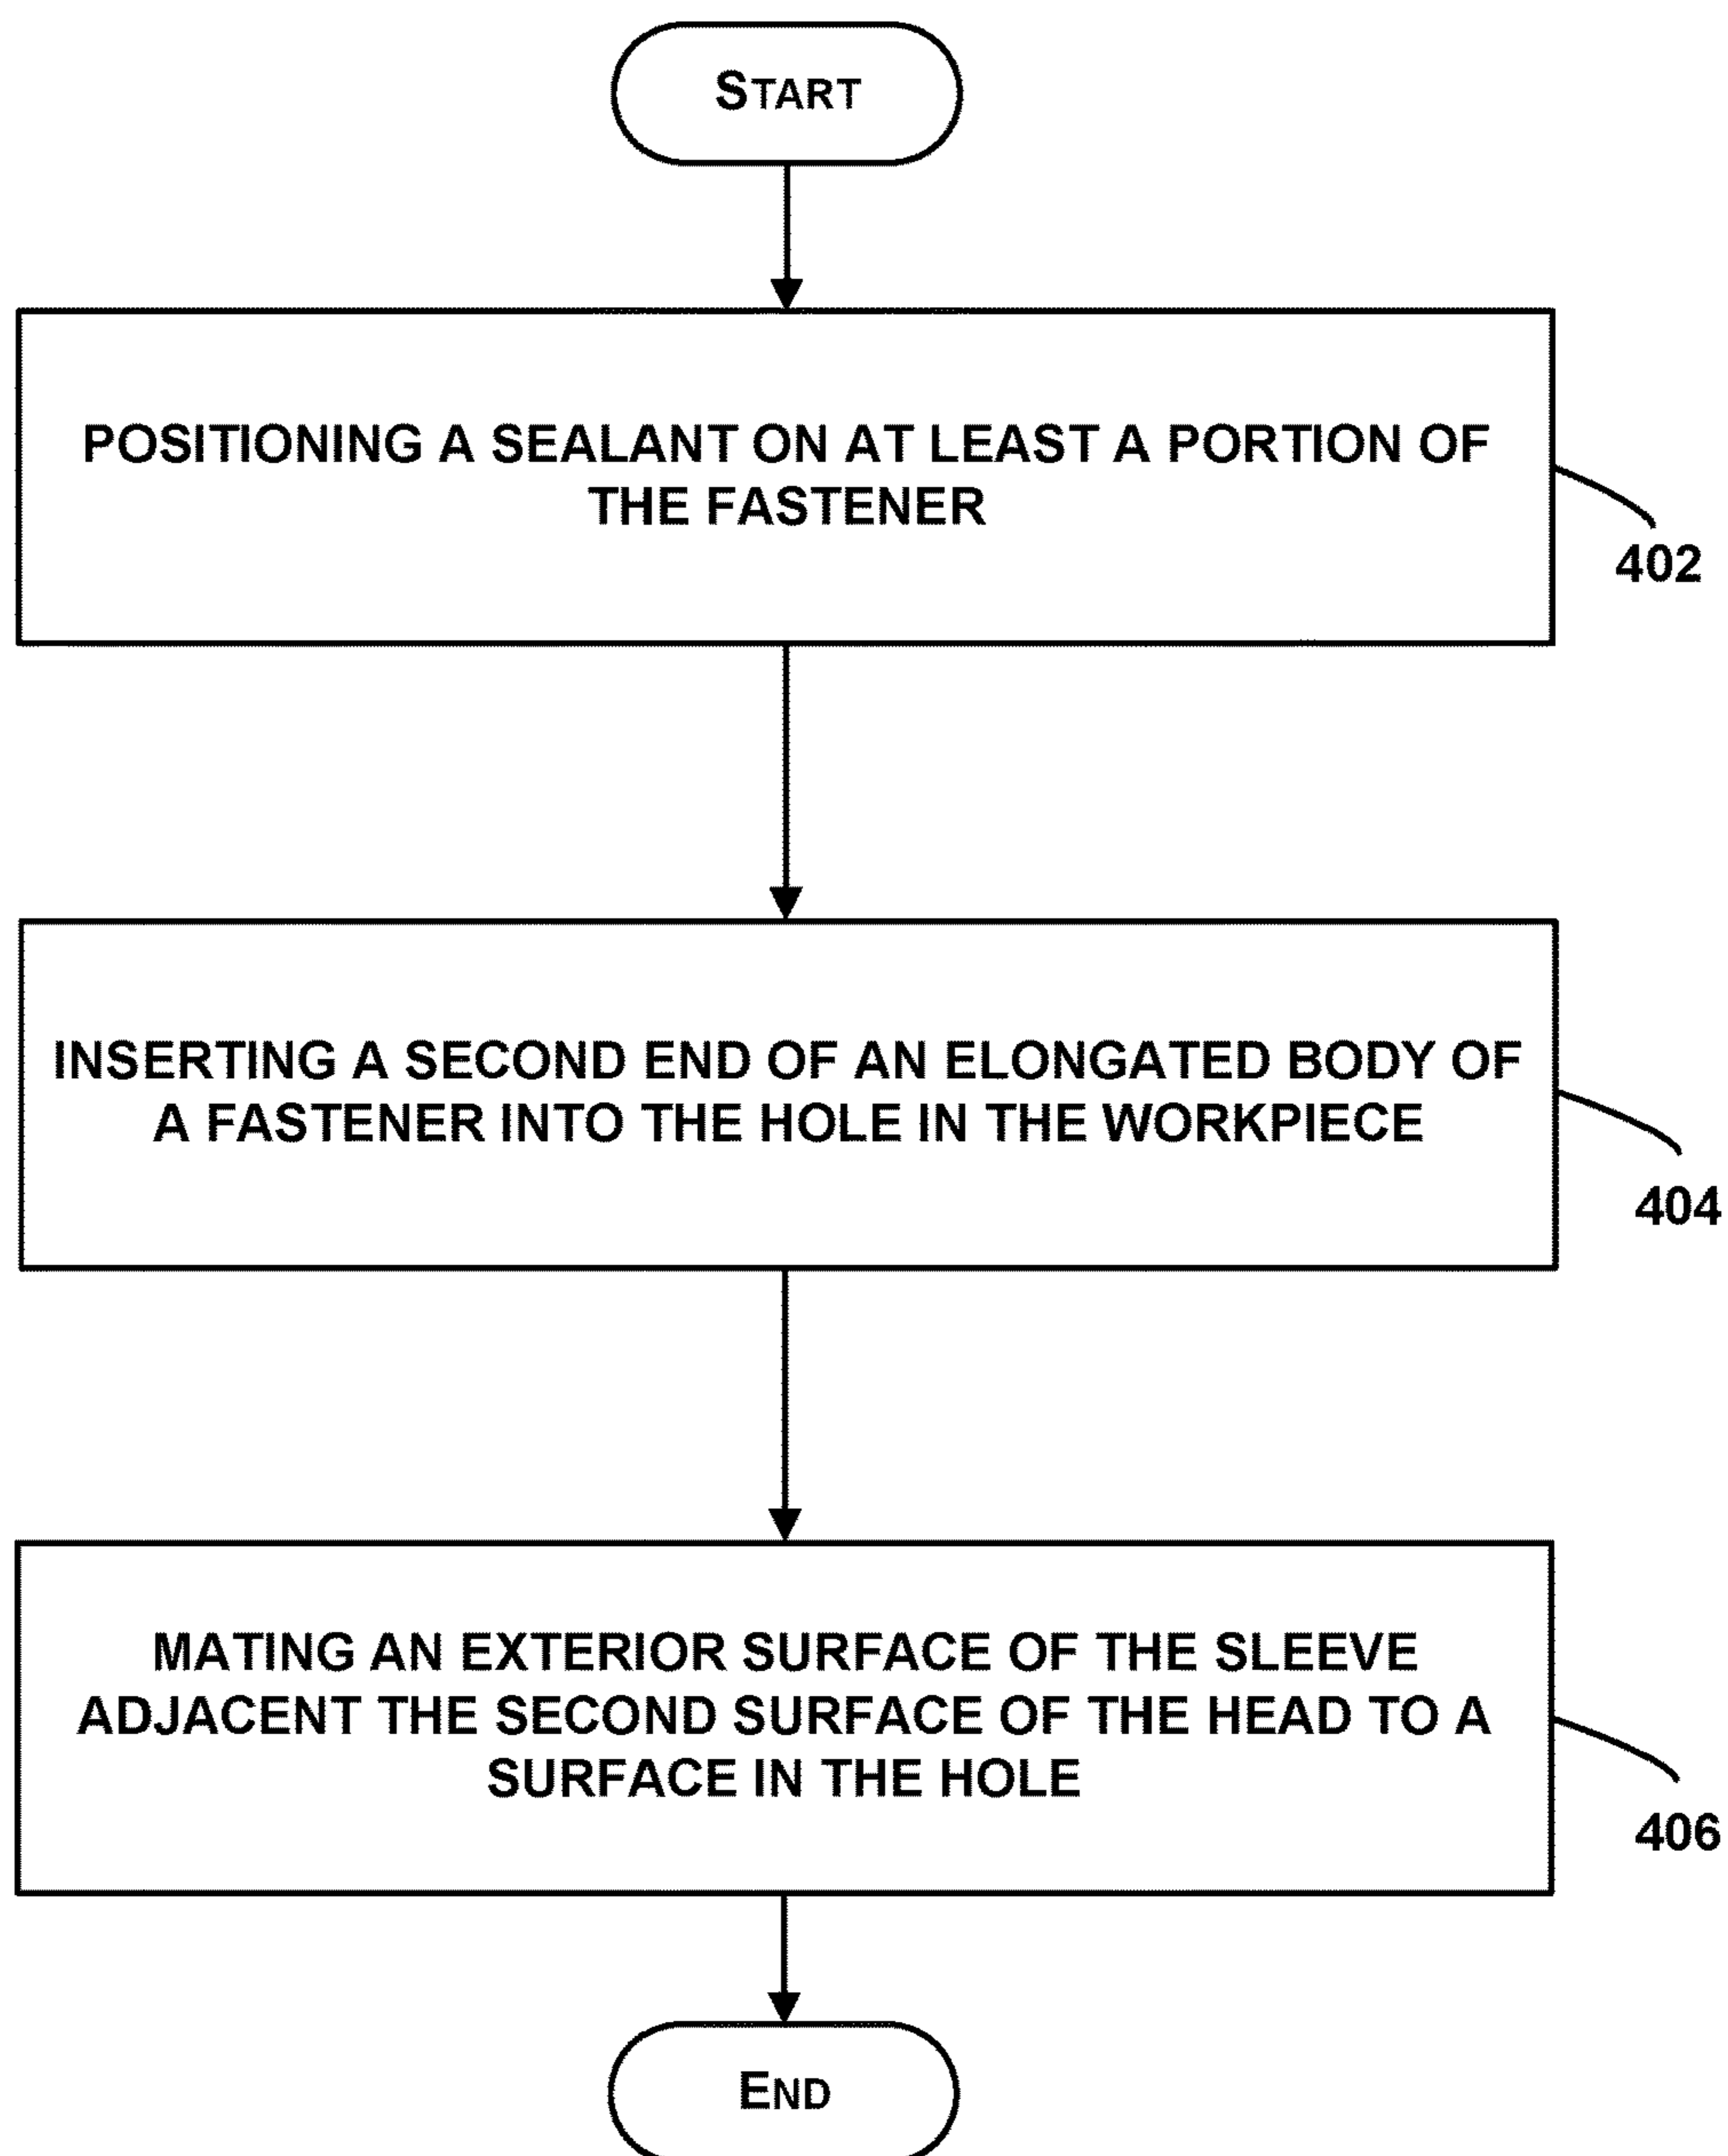 START
POSITIONING A SEALANT ON AT LEAST A PORTION OF
THE FASTENER
402
INSERTING A SECOND END OF AN ELONGATED BODY OF
A FASTENER INTO THE HOLE IN THE WORKPIECE
404
MATING AN EXTERIOR SURFACE OF THE SLEEVE
ADJACENT THE SECOND SURFACE OF THE HEAD TO A
SURFACE IN THE HOLE
406
END